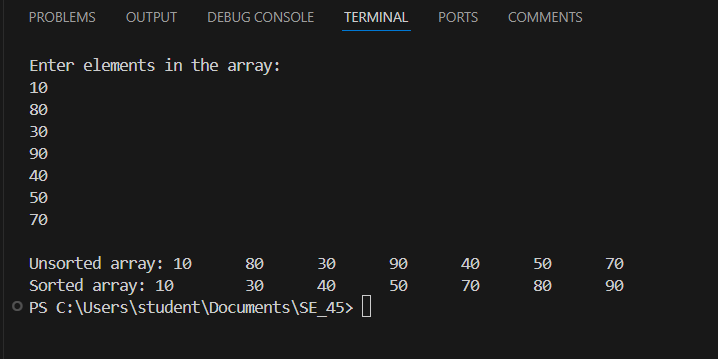 PROBLEMS OUTPUT DEBUG CONSOLE TERMINAL PORTS COMMENTS
Enter elements in the array:
10
80
30
90
40
50
70
Unsorted array: 10 80 30 90 40 50 70
Sorted array: 10 30 40 50 70 80 90
PS C:\Users\student\Documents\SE_45>